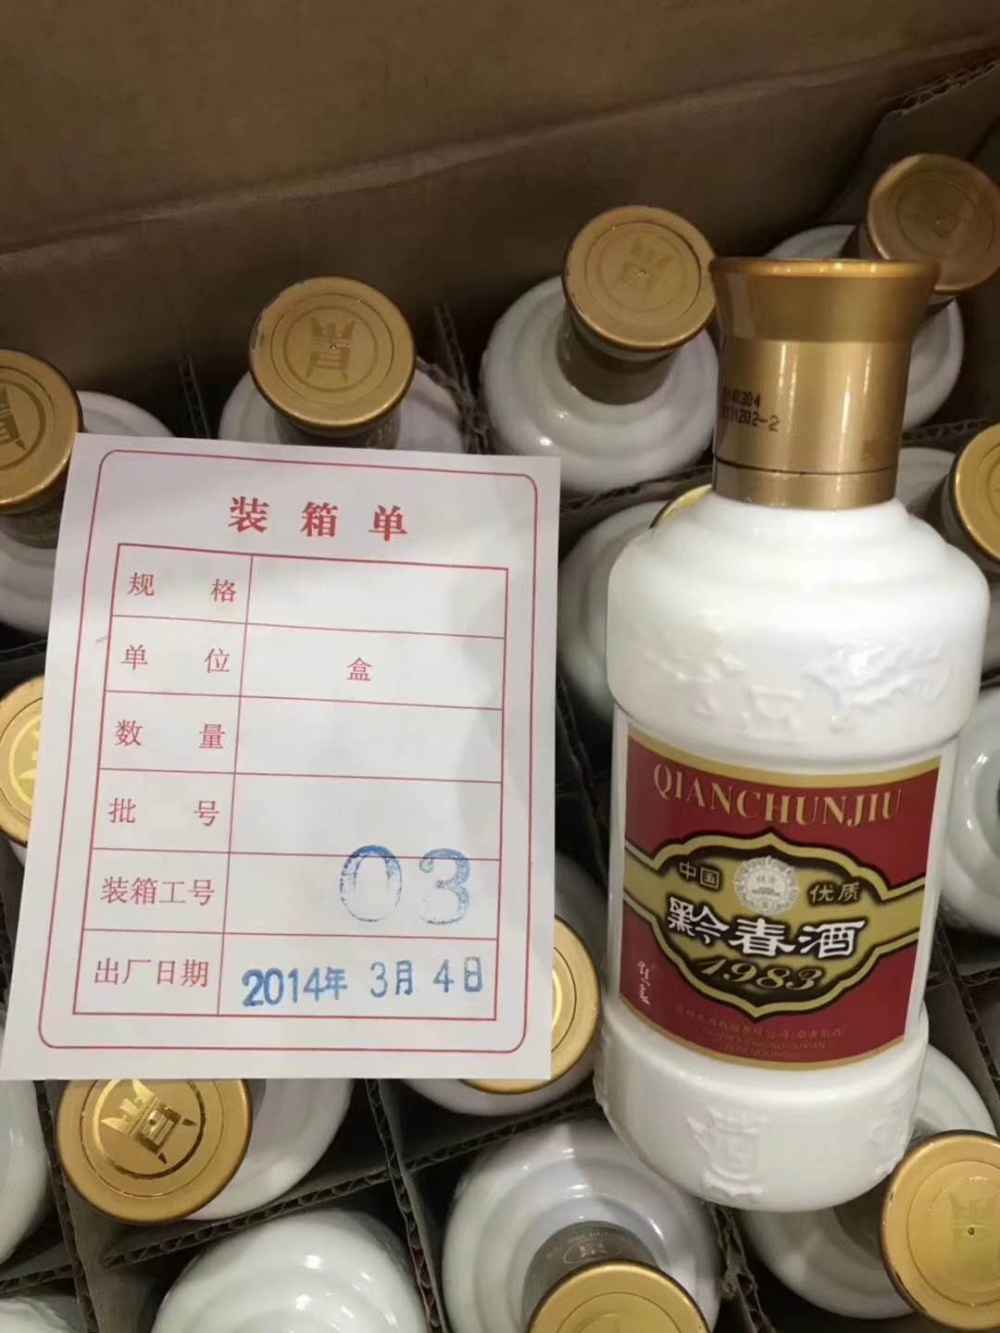 装箱单
规格
单位 盒
数量
批号
装箱工号 03
出厂日期 2014年 3月 4日
QIANCHUNJIU
中国 优质
黔春酒
1983